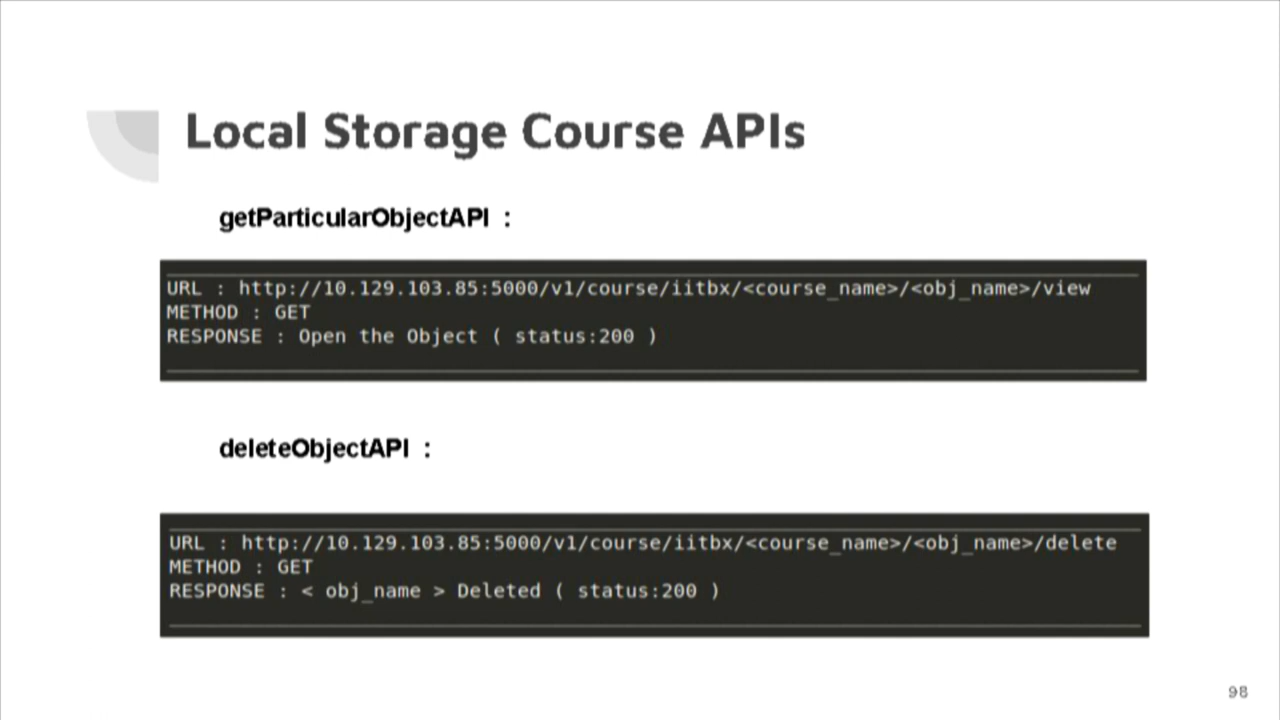 Local Storage Course APIs
getParticularObjectAPI :
URL : http://10.129.103.85:5000/v1/course/iitbx/<course_name>/<obj_name>/view
METHOD : GET
RESPONSE : Open the Object ( status:200 )
deleteObjectAPI :
URL : http://10.129.103.85:5000/v1/course/iitbx/<course_name>/<obj_name>/delete
METHOD : GET
RESPONSE : < obj_name > Deleted ( status:200 )
98